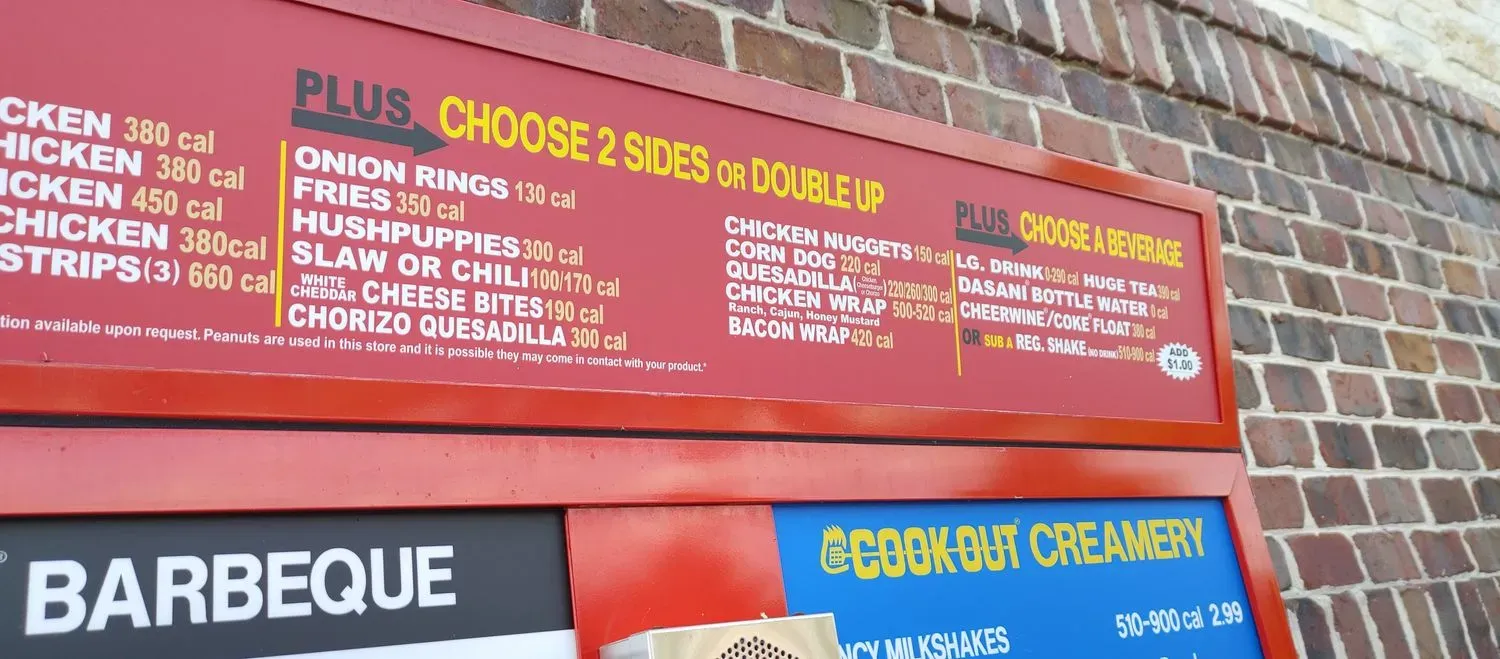 CKEN 380 cal
HICKEN 380 cal
ICKEN 450 cal
CHICKEN 380cal
STRIPS(3) 660 cal
PLUS CHOOSE 2 SIDES OR DOUBLE UP
ONION RINGS 130 cal
FRIES 350 cal
HUSHPUPPIES 300 cal
SLAW OR CHILI 100/170 cal
WHITE CHEDDAR CHEESE BITES 190 cal
CHORIZO QUESADILLA 300 cal
CHICKEN NUGGETS 150 cal
CORN DOG 220 cal
QUESADILLA 220/260/300 cal
CHICKEN WRAP 500-520 cal
Ranch, Cajun, Honey Mustard
BACON WRAP 420 cal
PLUS CHOOSE A BEVERAGE
LG. DRINK 0-290 cal HUGE TEA 390 cal
DASANI® BOTTLE WATER 0 cal
CHEERWINE®/COKE® FLOAT 380 cal
OR SUB A REG. SHAKE (NO DRINK) 510-900 cal
ADD
$1.00
tion available upon request. Peanuts are used in this store and it is possible they may come in contact with your product.*
® BARBEQUE
COOK OUT® CREAMERY
510-900 cal 2.99
NCY MILKSHAKES